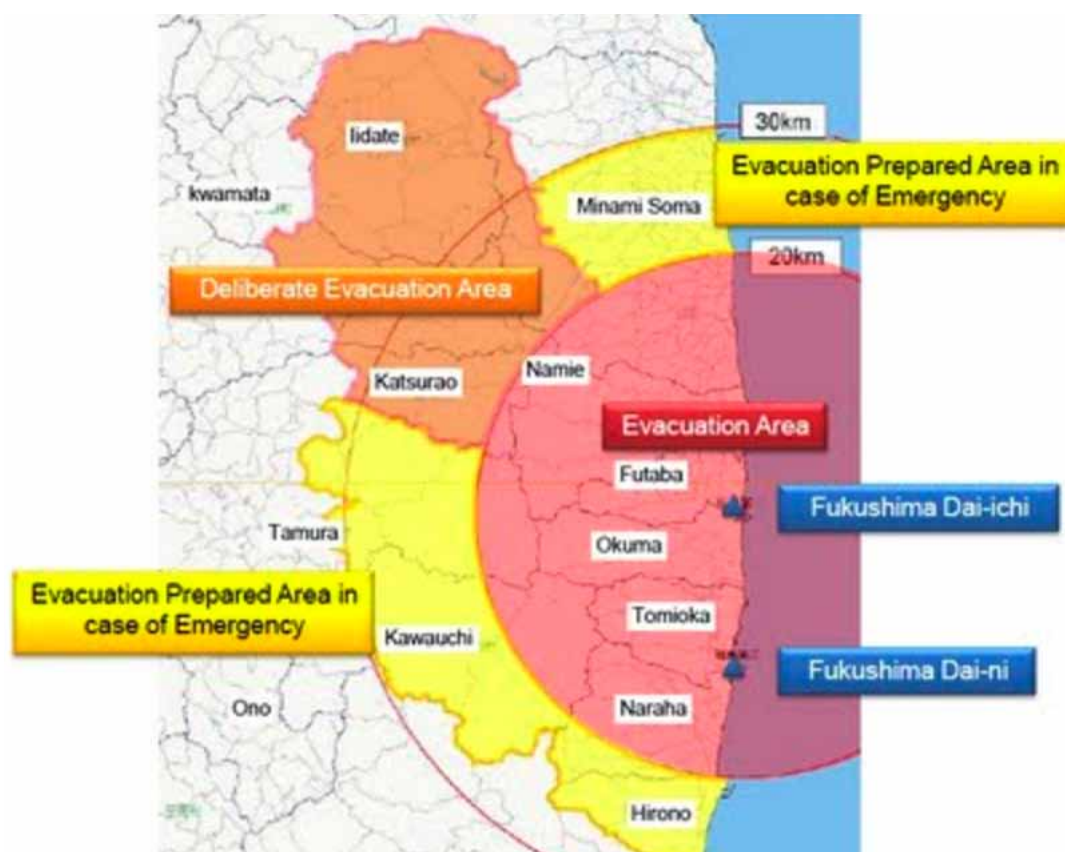 30km
Iidate
Evacuation Prepared Area in
case of Emergency
kwamata
Minami Soma
20km
Deliberate Evacuation Area
Namie
Katsurao
Evacuation Area
Futaba
Fukushima Dai-ichi
Tamura
Okuma
Evacuation Prepared Area in
case of Emergency
Tomioka
Kawauchi
Fukushima Dai-ni
Ono
Naraha
Hirono